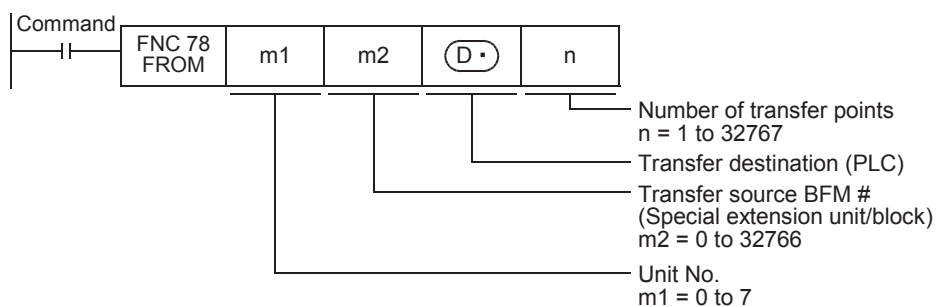 Command
FNC 78
FROM
m1
m2
D •
n
Number of transfer points
n = 1 to 32767
Transfer destination (PLC)
Transfer source BFM #
(Special extension unit/block)
m2 = 0 to 32766
Unit No.
m1 = 0 to 7